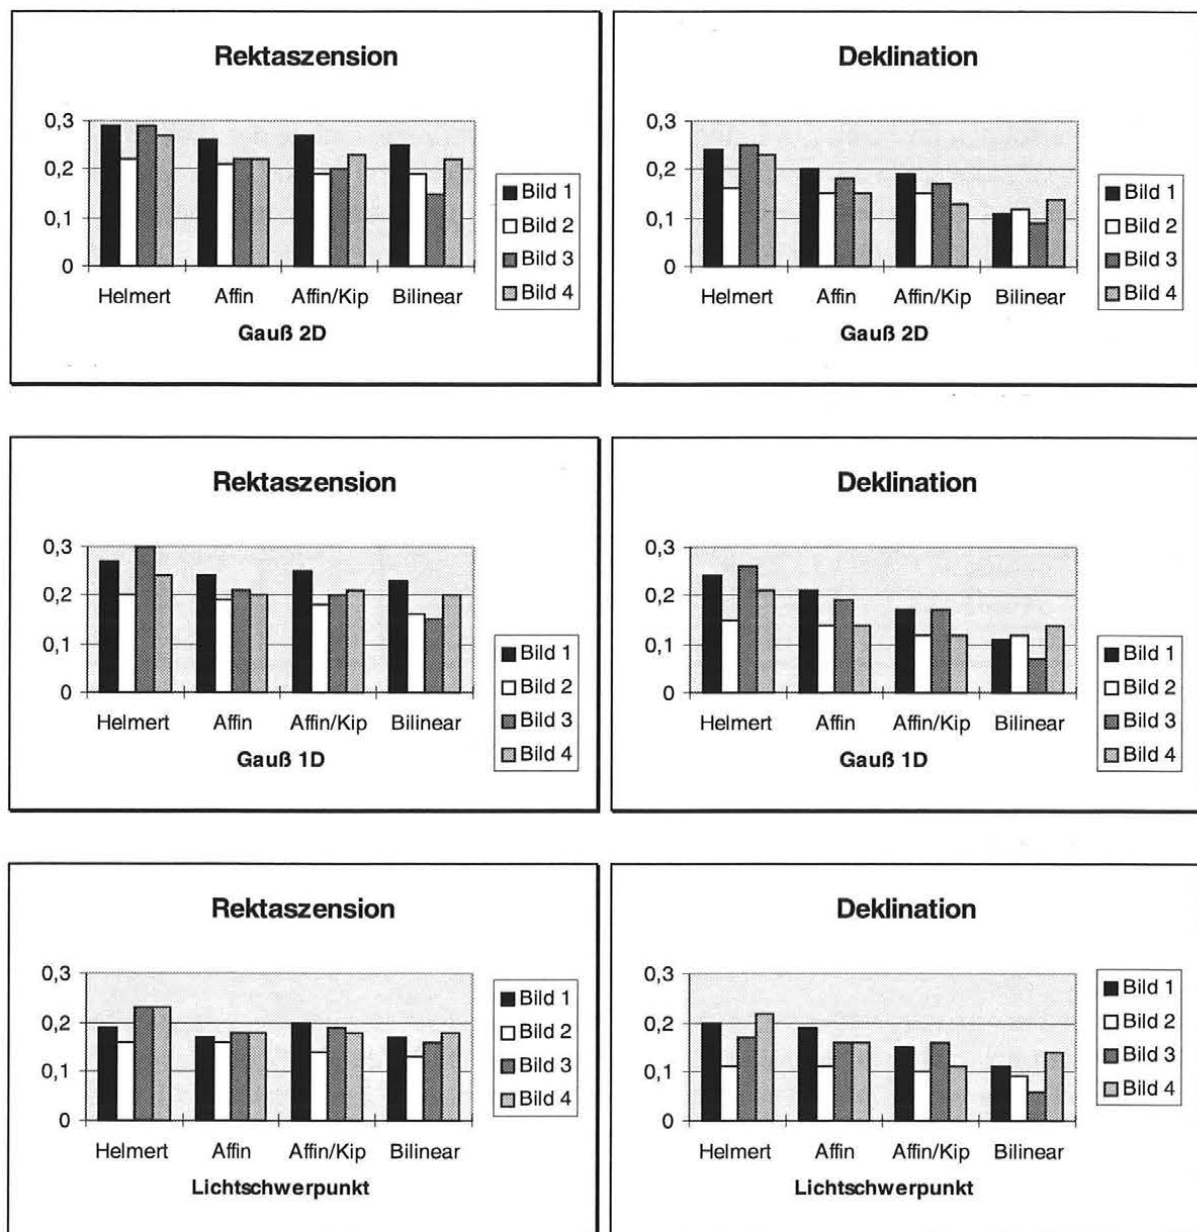 Rektaszension
0,3
0,2
0,1
0
Helmert Affin Affin/Kip Bilinear
Gauß 2D
Bild 1
Bild 2
Bild 3
Bild 4
Deklination
0,3
0,2
0,1
0
Helmert Affin Affin/Kip Bilinear
Gauß 2D
Bild 1
Bild 2
Bild 3
Bild 4
Rektaszension
0,3
0,2
0,1
0
Helmert Affin Affin/Kip Bilinear
Gauß 1D
Bild 1
Bild 2
Bild 3
Bild 4
Deklination
0,3
0,2
0,1
0
Helmert Affin Affin/Kip Bilinear
Gauß 1D
Bild 1
Bild 2
Bild 3
Bild 4
Rektaszension
0,3
0,2
0,1
0
Helmert Affin Affin/Kip Bilinear
Lichtschwerpunkt
Bild 1
Bild 2
Bild 3
Bild 4
Deklination
0,3
0,2
0,1
0
Helmert Affin Affin/Kip Bilinear
Lichtschwerpunkt
Bild 1
Bild 2
Bild 3
Bild 4